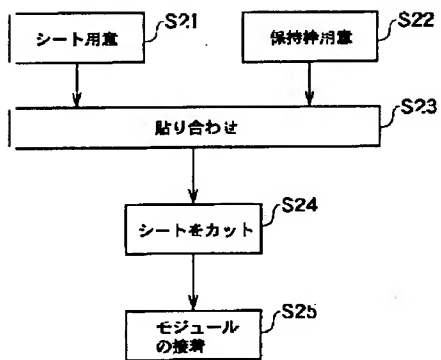 シート用意
S21
保持枠用意
S22
貼り合わせ
S23
シートをカット
S24
モジュール
の接着
S25